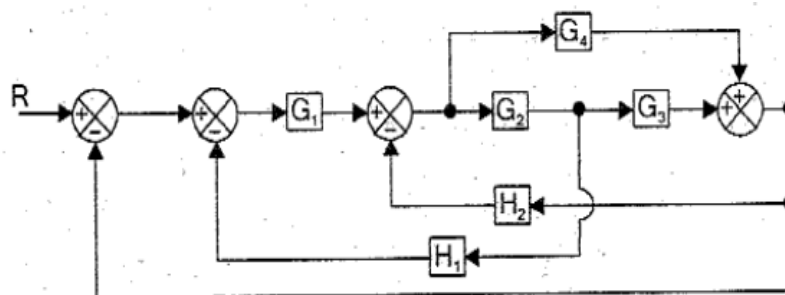 G₄
R + - + - G₁ + - G₂ G₃ + +
H₂
H₁